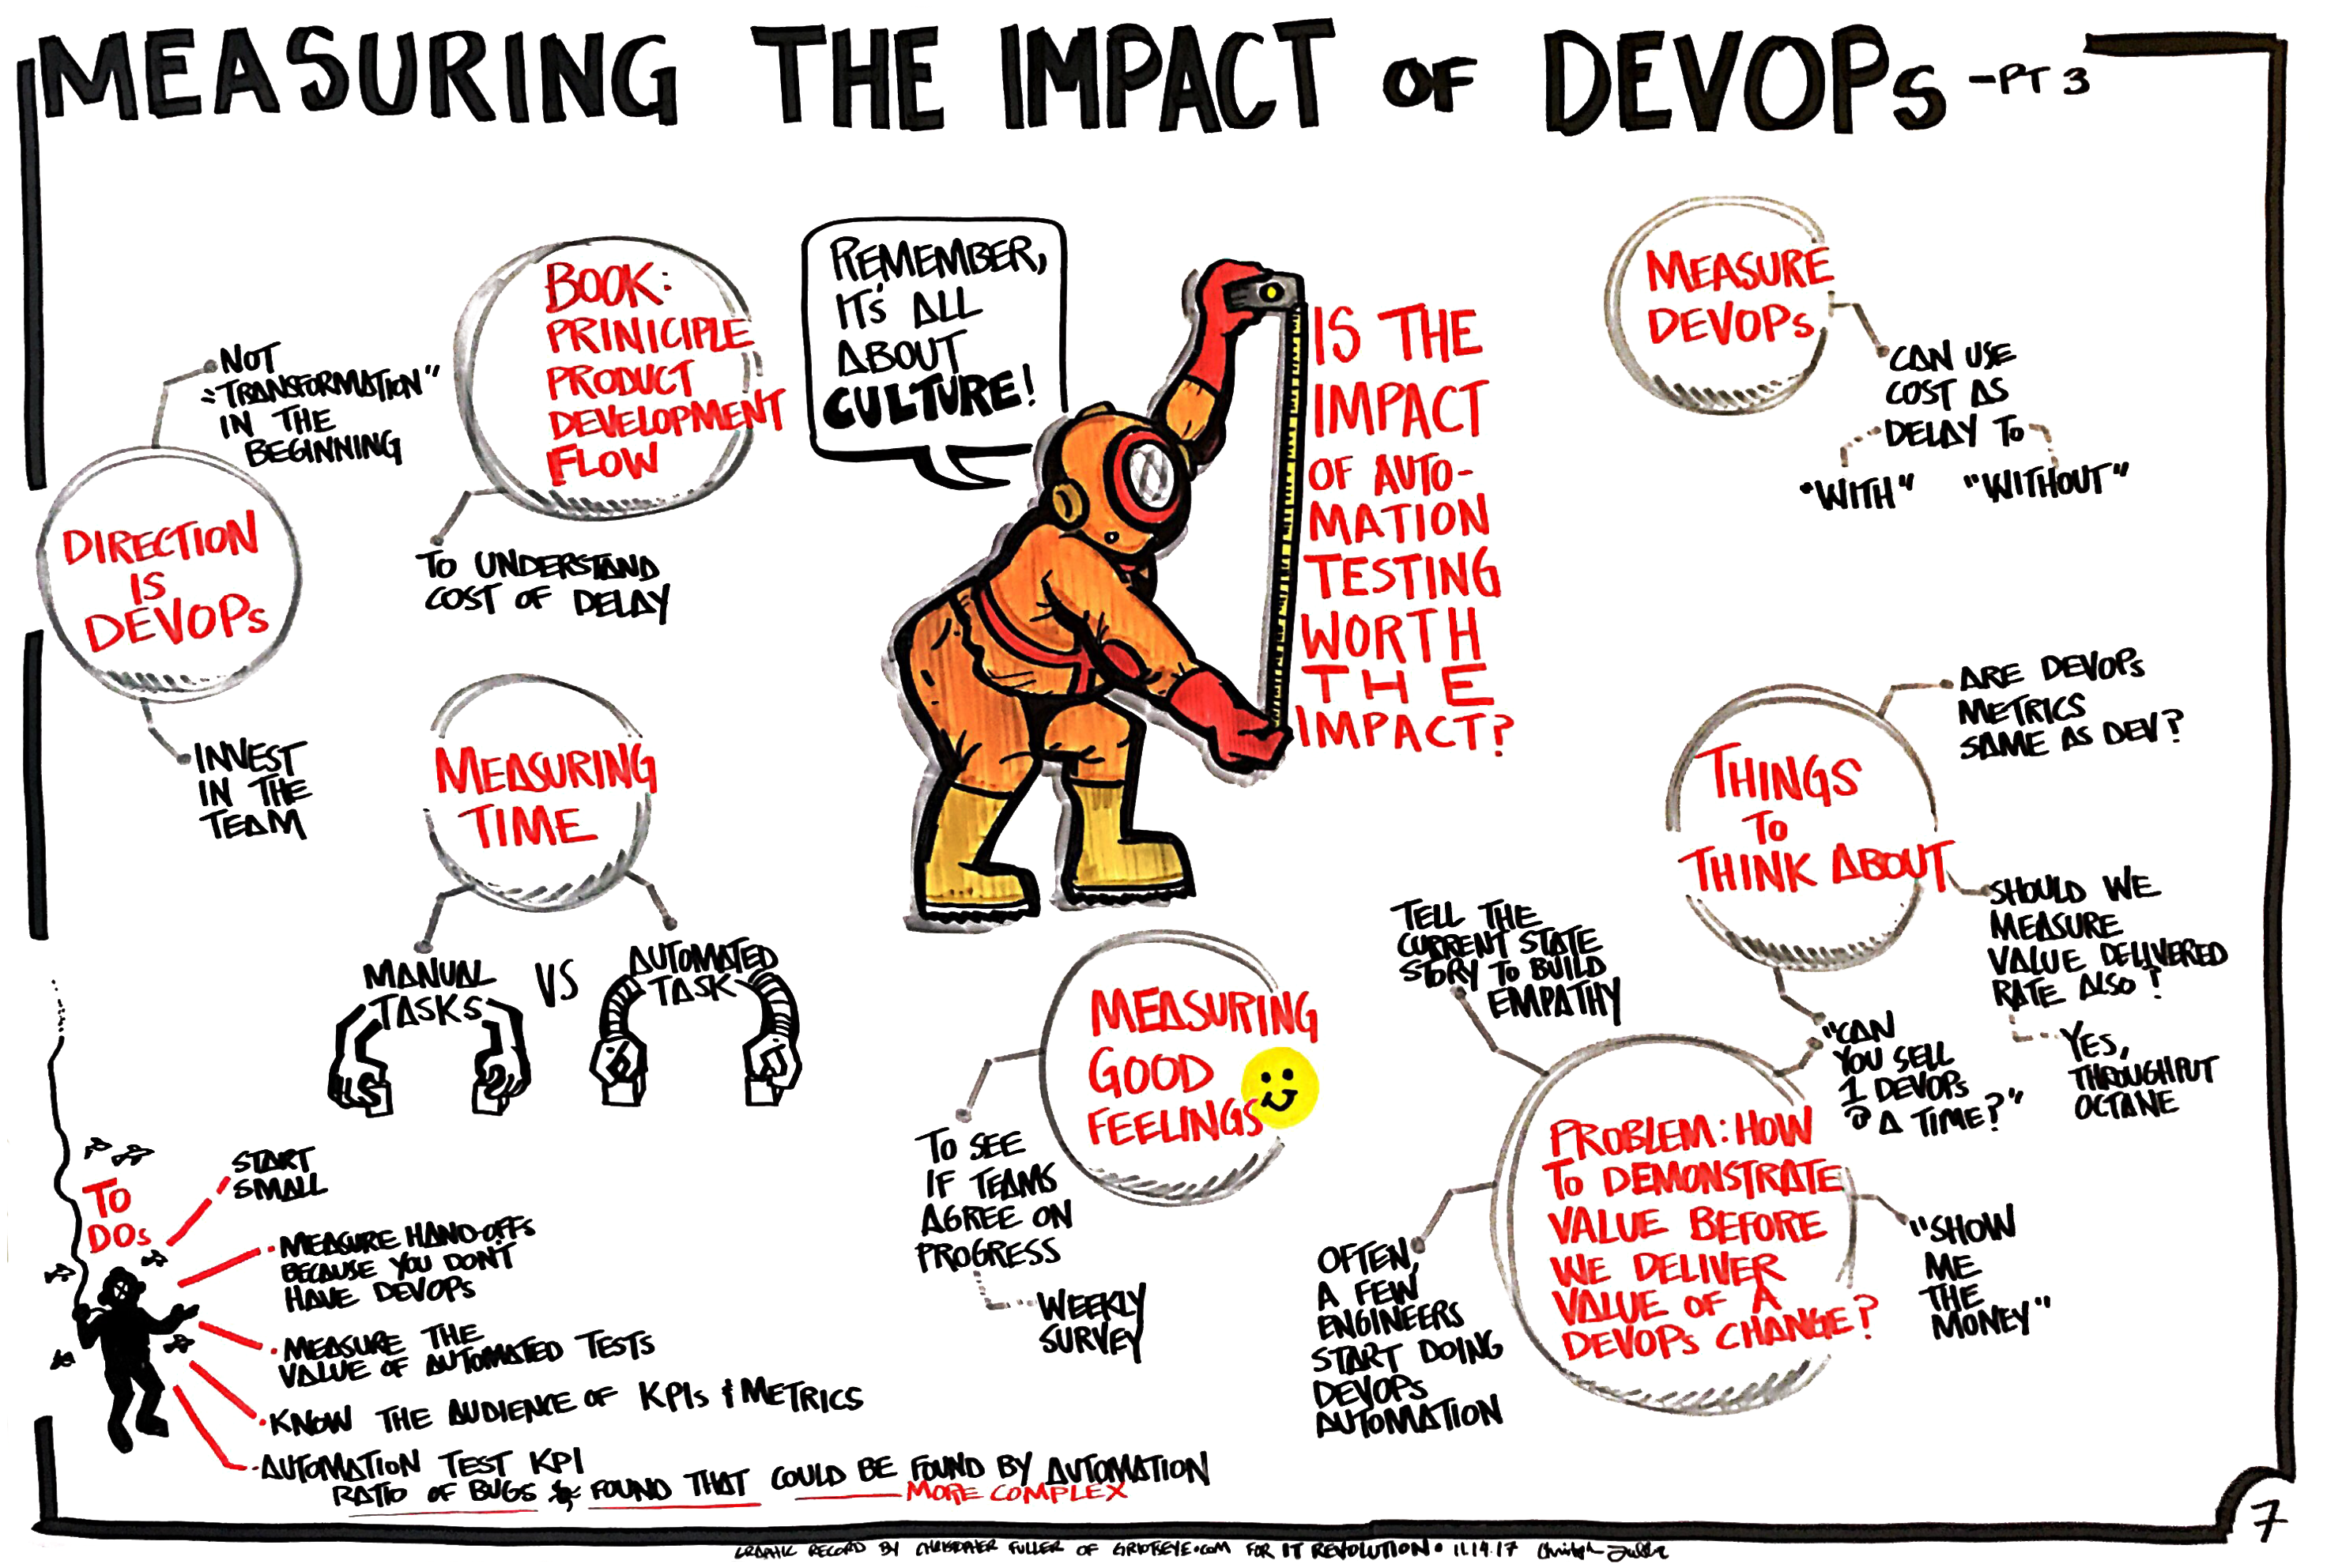 MEASURING THE IMPACT OF DEVOPs -PT 3
NOT
"TRANSFORMATION"
IN THE
BEGINNING
DIRECTION
IS
DEVOPs
INVEST
IN THE
TEAM
BOOK:
PRINICIPLE
PRODUCT
DEVELOPMENT
FLOW
TO UNDERSTAND
COST OF DELAY
REMEMBER,
IT'S ALL
ABOUT
CULTURE!
IS THE
IMPACT
OF AUTO-
MATION
TESTING
WORTH
THE
IMPACT?
MEASURE
DEVOPs
CAN USE
COST AS
DELAY TO
"WITH" "WITHOUT"
MEASURING
TIME
MANUAL
TASKS
VS
AUTOMATED
TASK
THINGS
TO
THINK ABOUT
ARE DEVOPs
METRICS
SAME AS DEV?
SHOULD WE
MEASURE
VALUE DELIVERED
RATE ALSO?
YES,
THROUGHPUT
OCTANE
"CAN
YOU SELL
1 DEVOPs
@ A TIME?"
MEASURING
GOOD
FEELINGS
TO SEE
IF TEAMS
AGREE ON
PROGRESS
WEEKLY
SURVEY
TELL THE
CURRENT STATE
STORY TO BUILD
EMPATHY
PROBLEM: HOW
TO DEMONSTRATE
VALUE BEFORE
WE DELIVER
VALUE OF A
DEVOPs CHANGE?
"SHOW
ME
THE
MONEY"
OFTEN,
A FEW
ENGINEERS
START DOING
DEVOPs
AUTOMATION
TO
DOs
START
SMALL
MEASURE HAND-OFFs
BECAUSE YOU DON'T
HAVE DEVOPs
MEASURE THE
VALUE OF AUTOMATED TESTS
KNOW THE AUDIENCE OF KPIs & METRICS
AUTOMATION TEST KPI
RATIO OF BUGS FOUND THAT COULD BE FOUND BY AUTOMATION
MORE COMPLEX
7
GRAPHIC RECORD BY CHRISTOPHER FULLER OF GRIOTSEYE.COM FOR IT REVOLUTION • 11.14.17